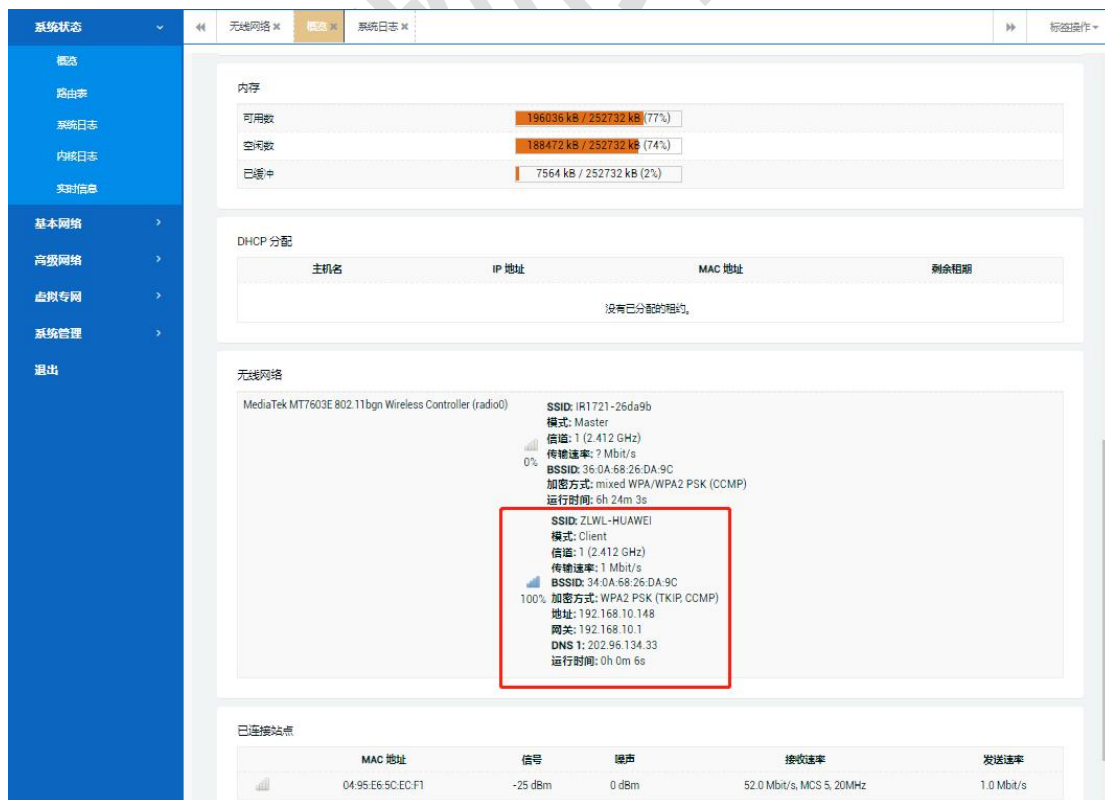 系统状态
无线网络
概览
系统日志
标签操作
概览
路由表
系统日志
内核日志
实时信息
基本网络
高级网络
虚拟专网
系统管理
退出
内存
可用数 196036 kB / 252732 kB (77%)
空闲数 188472 kB / 252732 kB (74%)
已缓冲 7564 kB / 252732 kB (2%)
DHCP 分配
主机名 IP 地址 MAC 地址 剩余租期
没有已分配的租约。
无线网络
MediaTek MT7603E 802.11bgn Wireless Controller (radio0)
0%
SSID: IR1721-26da9b
模式: Master
信道: 1 (2.412 GHz)
传输速率: ? Mbit/s
BSSID: 36:0A:68:26:DA:9C
加密方式: mixed WPA/WPA2 PSK (CCMP)
运行时间: 6h 24m 3s
100%
SSID: ZLWL-HUAWEI
模式: Client
信道: 1 (2.412 GHz)
传输速率: 1 Mbit/s
BSSID: 34:0A:68:26:DA:9C
加密方式: WPA2 PSK (TKIP, CCMP)
地址: 192.168.10.148
网关: 192.168.10.1
DNS 1: 202.96.134.33
运行时间: 0h 0m 6s
已连接站点
MAC 地址 信号 噪声 接收速率 发送速率
04:95:E6:5C:EC:F1 -25 dBm 0 dBm 52.0 Mbit/s, MCS 5, 20MHz 1.0 Mbit/s